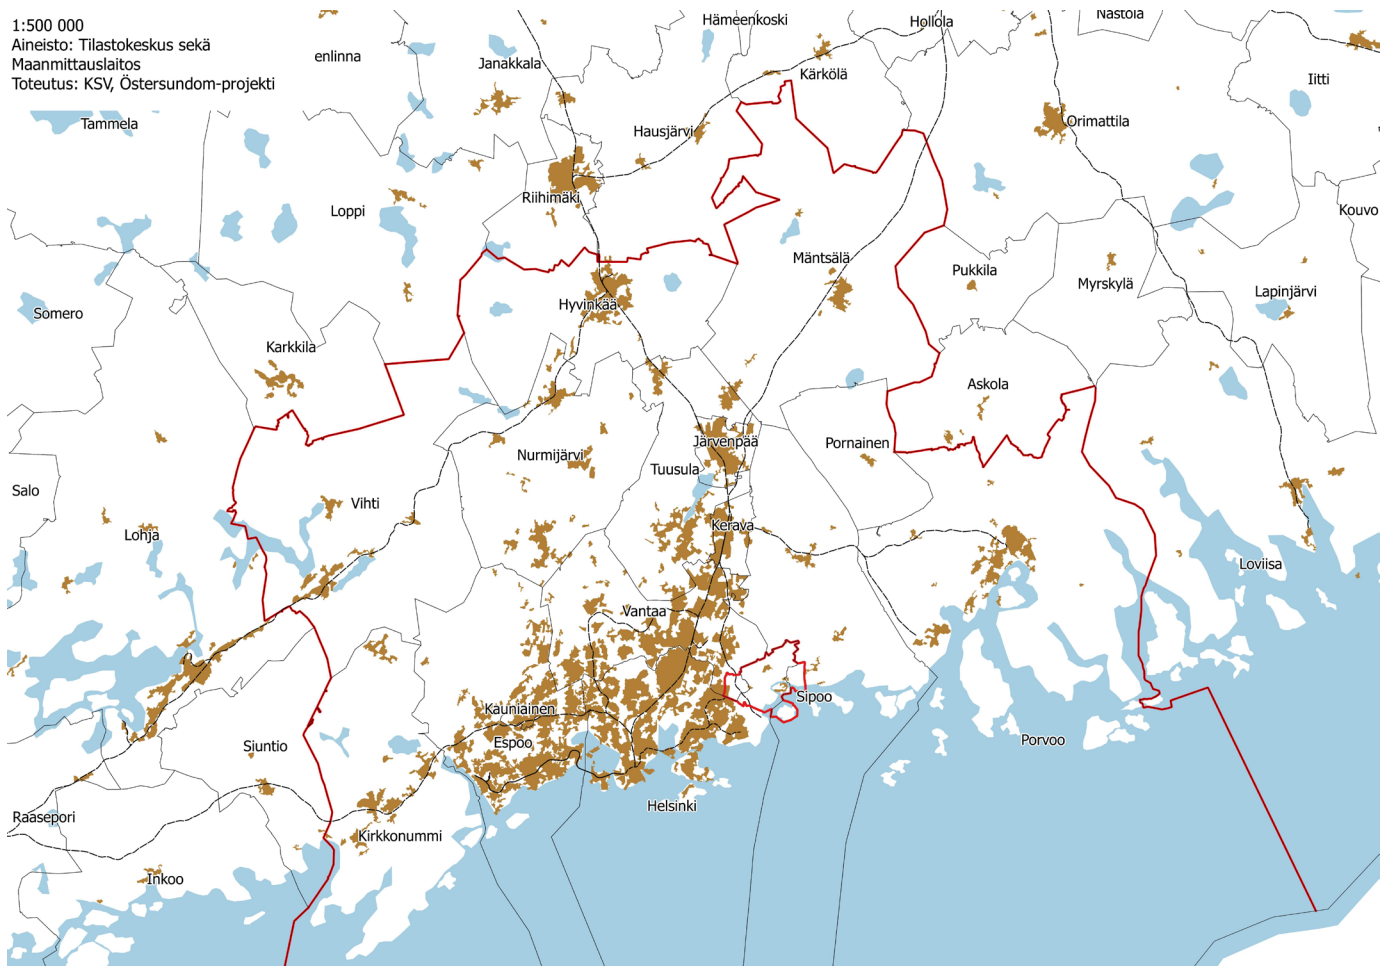 1:500 000
Aineisto: Tilastokeskus sekä
Maanmittauslaitos
Toteutus: KSV, Östersundom-projekti
Hämeenkoski
Hollola
Nastola
enlinna
Janakkala
Kärkölä
Iitti
Tammela
Hausjärvi
Orimattila
Riihimäki
Loppi
Kouvo
Mäntsälä
Pukkila
Myrskylä
Lapinjärvi
Somero
Hyvinkää
Karkkila
Askola
Järvenpää
Pornainen
Nurmijärvi
Tuusula
Salo
Vihti
Lohja
Kerava
Loviisa
Vantaa
Sipoo
Kauniainen
Espoo
Siuntio
Porvoo
Helsinki
Raasepori
Kirkkonummi
Inkoo